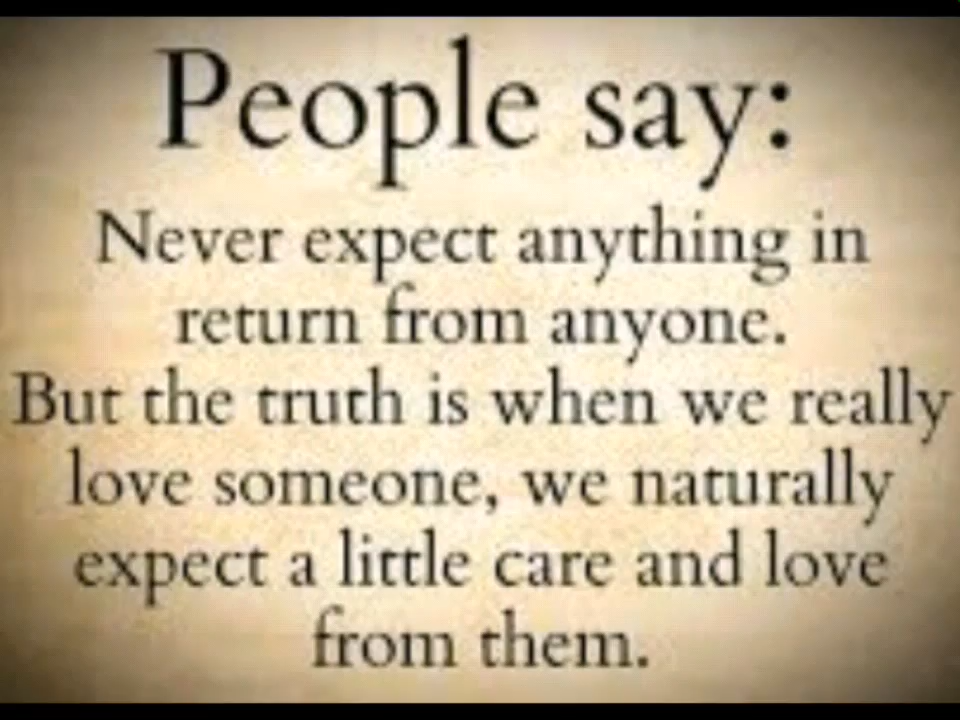 People say:
Never expect anything in
return from anyone.
But the truth is when we really
love someone, we naturally
expect a little care and love
from them.